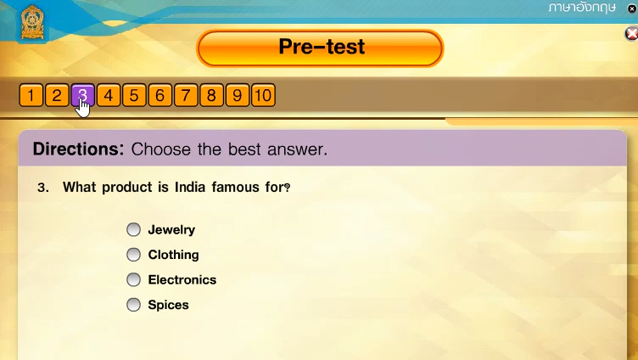 ภาษาอังกฤษ
Pre-test
1 2 3 4 5 6 7 8 9 10
Directions: Choose the best answer.
3. What product is India famous for?
Jewelry
Clothing
Electronics
Spices